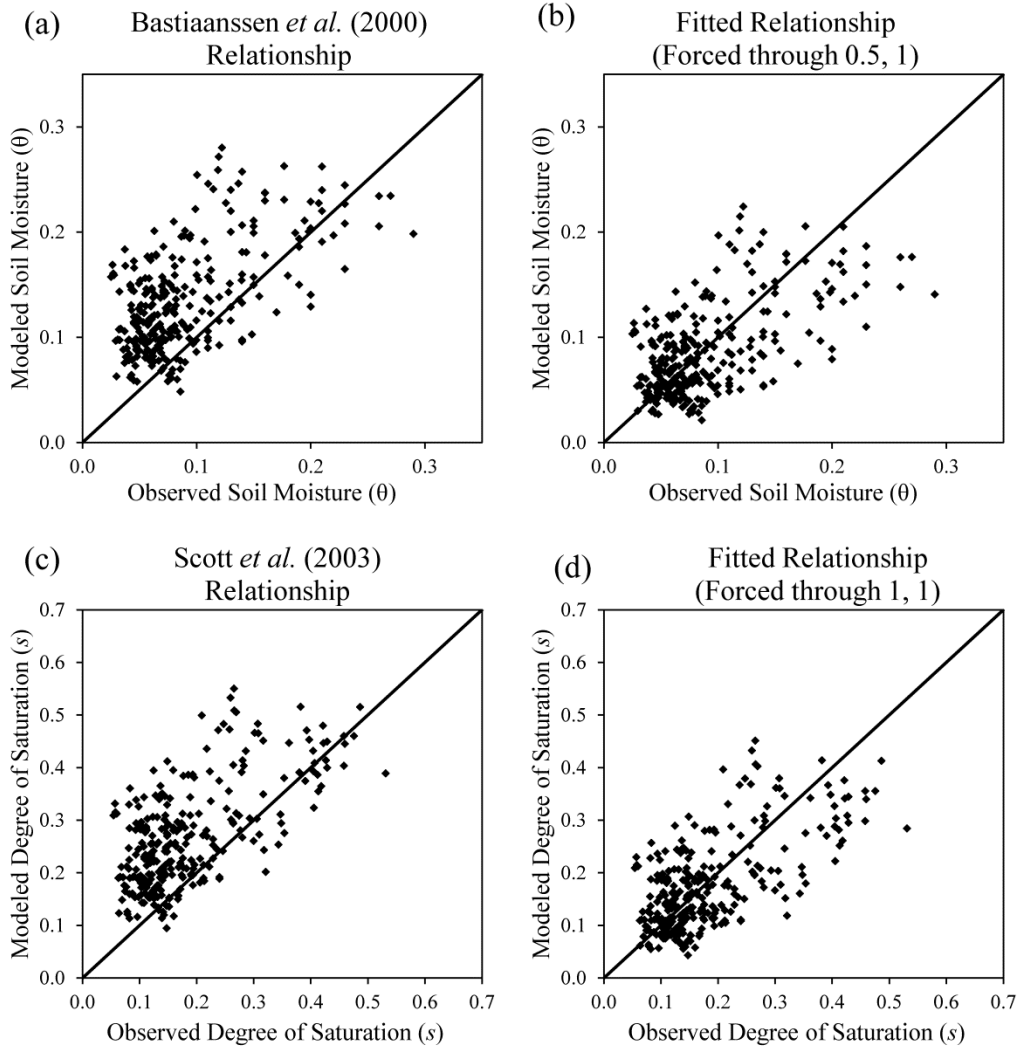 (a) Bastiaanssen et al. (2000)
Relationship
Modeled Soil Moisture (θ)
0.3
0.2
0.1
0.0
0.0 0.1 0.2 0.3
Observed Soil Moisture (θ)
(b) Fitted Relationship
(Forced through 0.5, 1)
Modeled Soil Moisture (θ)
0.3
0.2
0.1
0.0
0.0 0.1 0.2 0.3
Observed Soil Moisture (θ)
(c) Scott et al. (2003)
Relationship
Modeled Degree of Saturation (s)
0.7
0.6
0.5
0.4
0.3
0.2
0.1
0.0
0.0 0.1 0.2 0.3 0.4 0.5 0.6 0.7
Observed Degree of Saturation (s)
(d) Fitted Relationship
(Forced through 1, 1)
Modeled Degree of Saturation (s)
0.7
0.6
0.5
0.4
0.3
0.2
0.1
0.0
0.0 0.1 0.2 0.3 0.4 0.5 0.6 0.7
Observed Degree of Saturation (s)